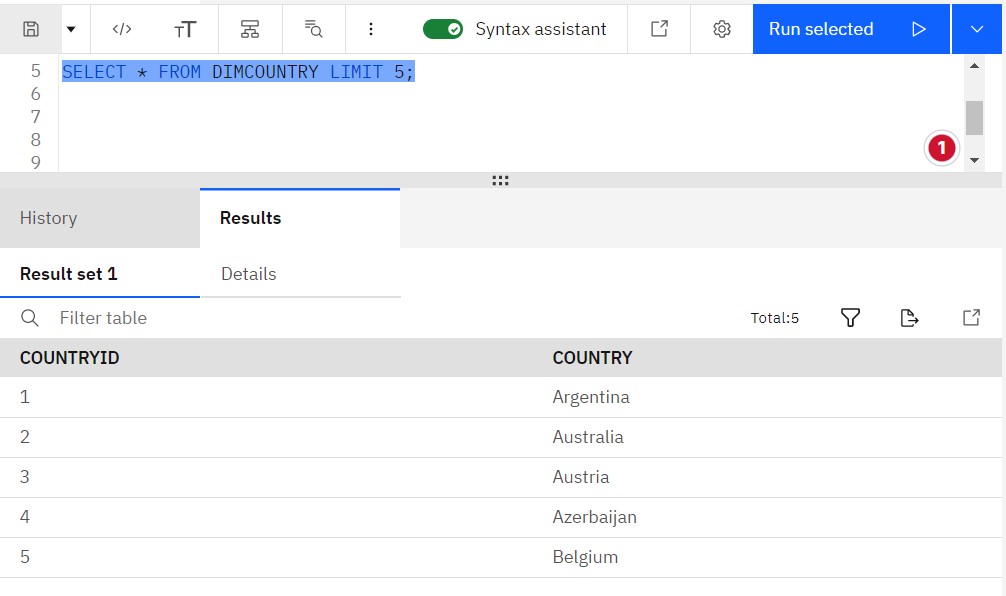 </> TT Syntax assistant Run selected
5 SELECT * FROM DIMCOUNTRY LIMIT 5;
6
7
8
9
1
History Results
Result set 1 Details
Filter table Total:5
COUNTRYID COUNTRY
1 Argentina
2 Australia
3 Austria
4 Azerbaijan
5 Belgium